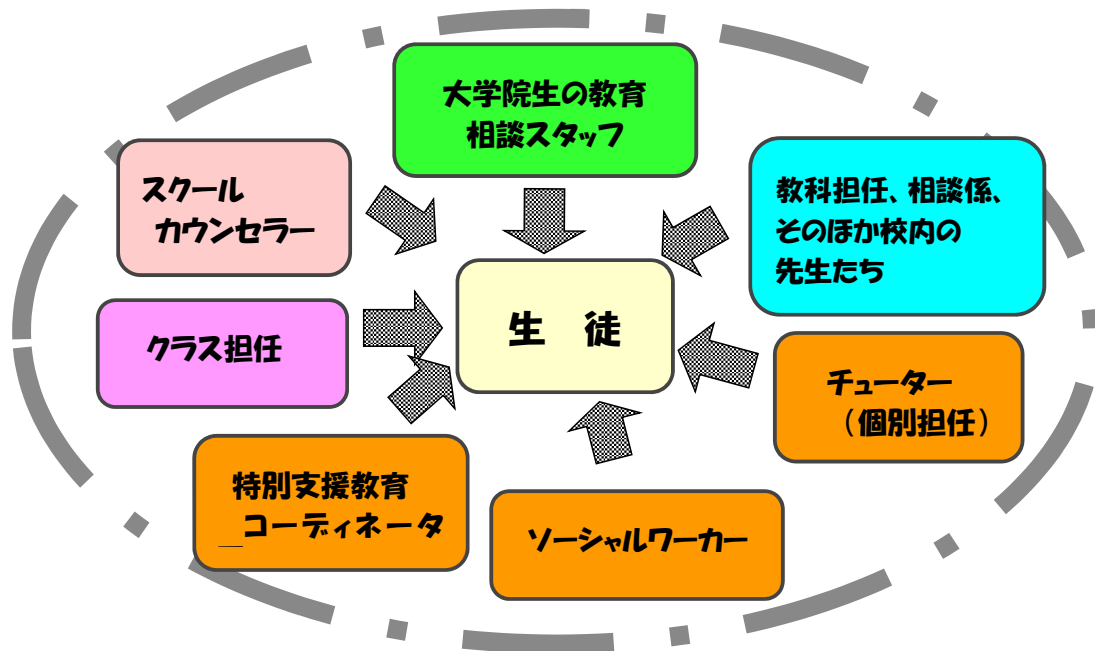 大学院生の教育
相談スタッフ
スクール
カウンセラー
教科担任、相談係、
そのほか校内の
先生たち
生 徒
クラス担任
チューター
（個別担任）
特別支援教育
_コーディネータ
ソーシャルワーカー